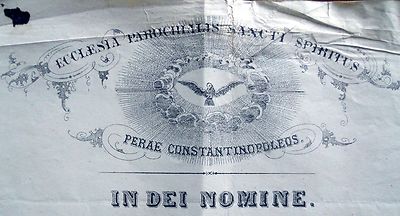 ECCLESIA PAROCHIALIS SANCTI SPIRITUS
PERAE CONSTANTINOPOLEOS.
IN DEI NOMINE.